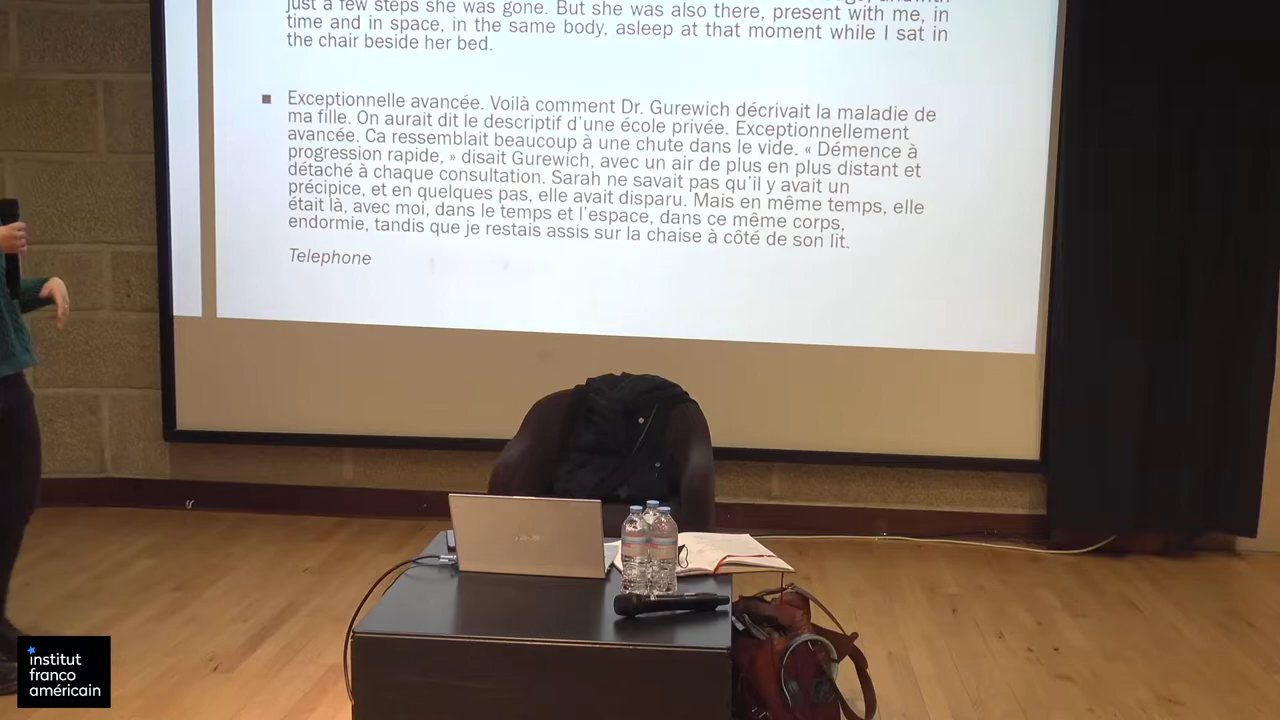 just a few steps she was gone. But she was also there, present with me, in
time and in space, in the same body, asleep at that moment while I sat in
the chair beside her bed.
Exceptionnelle avancée. Voilà comment Dr. Gurewich décrivait la maladie de
ma fille. On aurait dit le descriptif d'une école privée. Exceptionnellement
avancée. Ca ressemblait beaucoup à une chute dans le vide. « Démence à
progression rapide, » disait Gurewich, avec un air de plus en plus distant et
détaché à chaque consultation. Sarah ne savait pas qu'il y avait un
précipice, et en quelques pas, elle avait disparu. Mais en même temps, elle
était là, avec moi, dans le temps et l'espace, dans ce même corps,
endormie, tandis que je restais assis sur la chaise à côté de son lit.
Telephone
institut
franco
américain